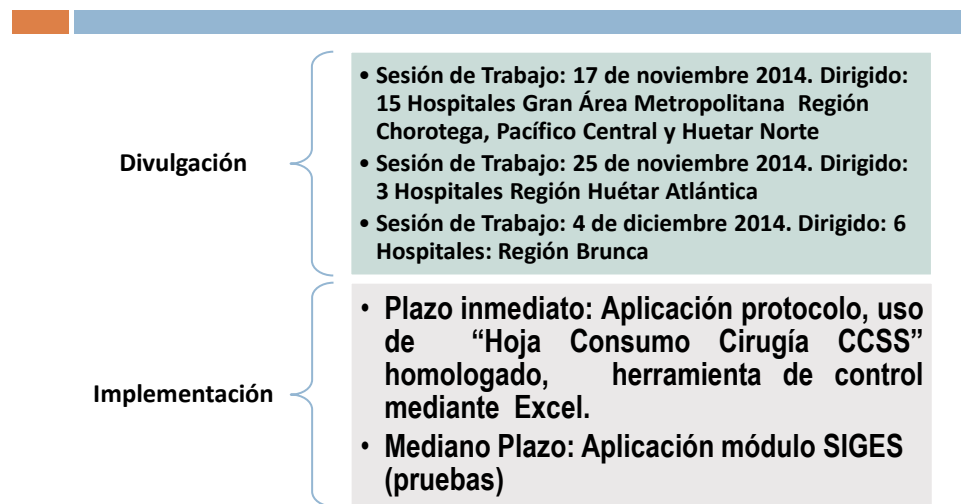 Divulgación
• Sesión de Trabajo: 17 de noviembre 2014. Dirigido:
15 Hospitales Gran Área Metropolitana Región
Chorotega, Pacífico Central y Huetar Norte
• Sesión de Trabajo: 25 de noviembre 2014. Dirigido:
3 Hospitales Región Huétar Atlántica
• Sesión de Trabajo: 4 de diciembre 2014. Dirigido: 6
Hospitales: Región Brunca
Implementación
• Plazo inmediato: Aplicación protocolo, uso
de “Hoja Consumo Cirugía CCSS”
homologado, herramienta de control
mediante Excel.
• Mediano Plazo: Aplicación módulo SIGES
(pruebas)